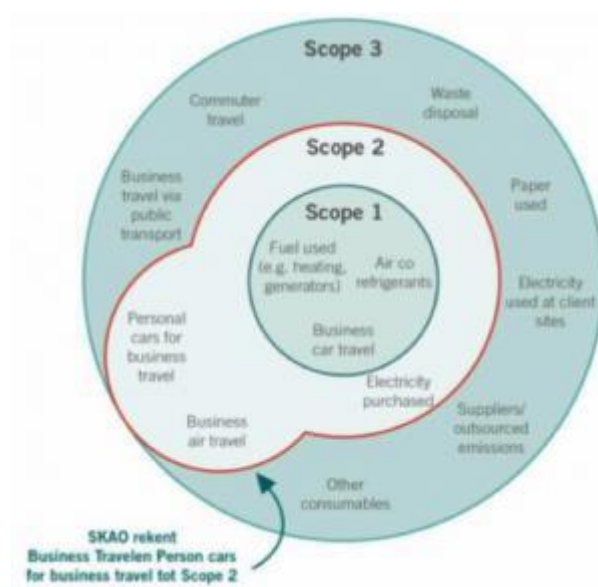 Scope 3
Commuter
travel
Waste
disposal
Scope 2
Business
travel via
public
transport
Paper
used
Scope 1
Fuel used
(e.g. heating,
generators)
Air co
refrigerants
Electricity
used at client
sites
Personal
cars for
business
travel
Business
car travel
Electricity
purchased
Business
air travel
Suppliers/
outsourced
emissions
Other
consumables
SKAO rekent
Business Travelen Person cars
for business travel tot Scope 2